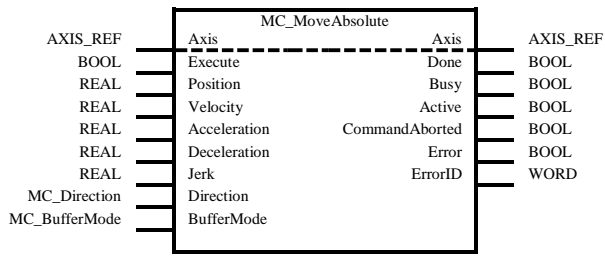 MC_MoveAbsolute
AXIS_REF Axis Axis AXIS_REF
BOOL Execute Done BOOL
REAL Position Busy BOOL
REAL Velocity Active BOOL
REAL Acceleration CommandAborted BOOL
REAL Deceleration Error BOOL
REAL Jerk ErrorID WORD
MC_Direction Direction
MC_BufferMode BufferMode